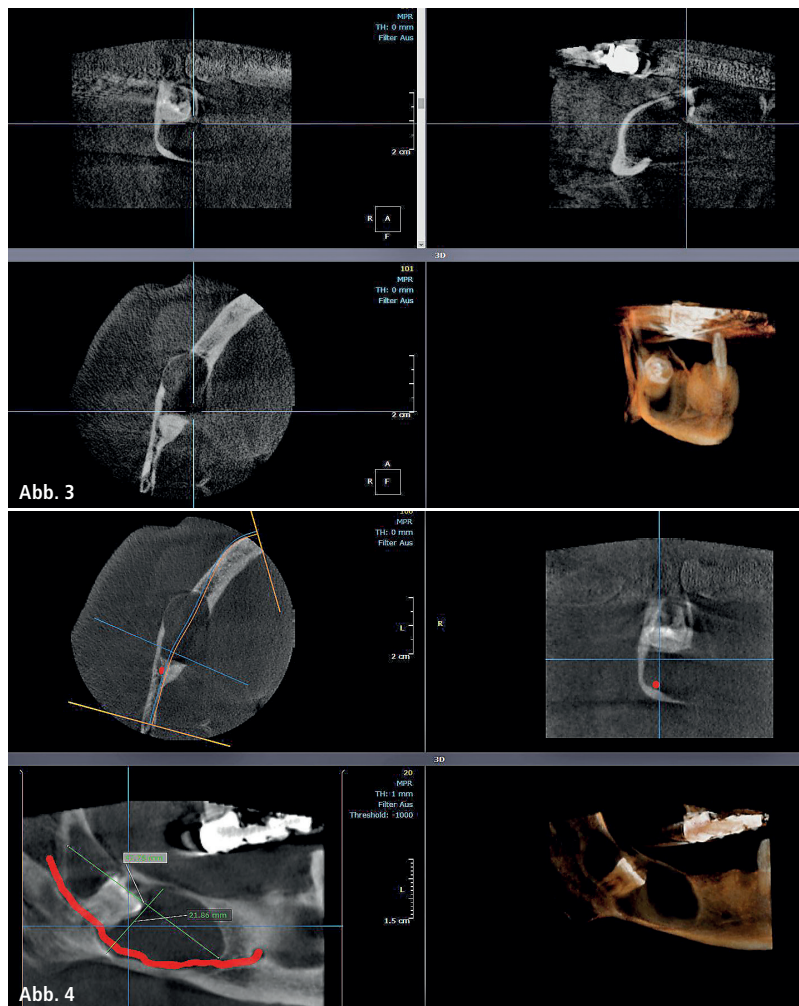 MPR
TH: 0 mm
Filter Aus
2 cm
R A
F
2 cm
3D
101
MPR
TH: 0 mm
Filter Aus
2 cm
A
R F
Abb. 3
MPR
TH: 0 mm
Filter Aus
L
2 cm
R
3D
20
MPR
TH: 1 mm
Filter Aus
Threshold: -1000
21.86 mm
L
1.5 cm
Abb. 4